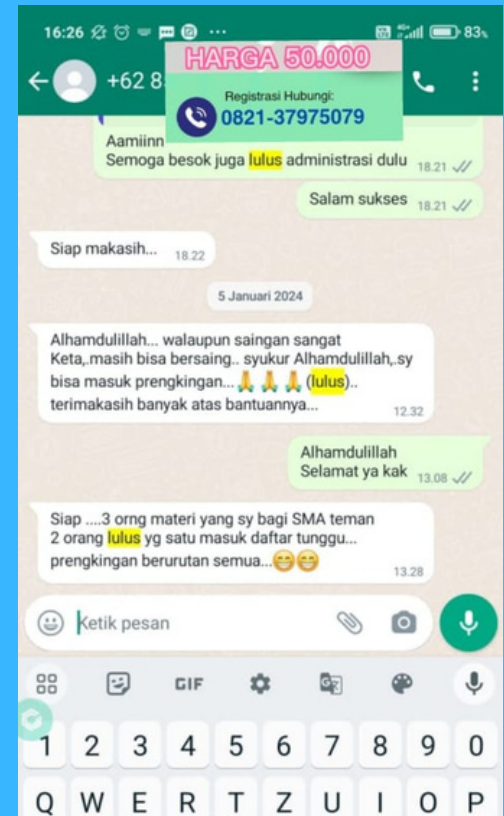 16:26
83%
HARGA 50.000
Registrasi Hubungi:
0821-37975079
+62 8
Aamiinn
Semoga besok juga lulus administrasi dulu 18.21
Salam sukses 18.21
Siap makasih... 18.22
5 Januari 2024
Alhamdulillah... walaupun saingan sangat
Keta,.masih bisa bersaing.. syukur Alhamdulillah,.sy
bisa masuk prengkingan...🙏🙏🙏 (lulus)..
terimakasih banyak atas bantuannya... 12.32
Alhamdulillah
Selamat ya kak 13.08
Siap ....3 orng materi yang sy bagi SMA teman
2 orang lulus yg satu masuk daftar tunggu...
prengkingan berurutan semua...😁😁 13.28
Ketik pesan
GIF
1 2 3 4 5 6 7 8 9 0
Q W E R T Z U I O P